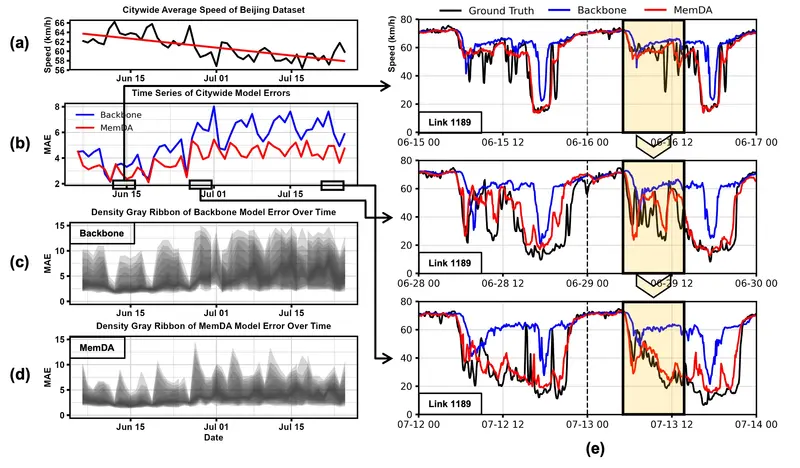 (a)
Citywide Average Speed of Beijing Dataset
Speed (km/h)
66
64
62
60
58
56
Jun 15
Jul 01
Jul 15
(b)
Time Series of Citywide Model Errors
Backbone
MemDA
MAE
8
6
4
2
Jun 15
Jul 01
Jul 15
(c)
Density Gray Ribbon of Backbone Model Error Over Time
Backbone
MAE
15
10
5
0
Jun 15
Jul 01
Jul 15
(d)
Density Gray Ribbon of MemDA Model Error Over Time
MemDA
MAE
15
10
5
0
Jun 15
Jul 01
Jul 15
Date
Ground Truth Backbone MemDA
Speed (km/h)
80
60
40
20
0
Link 1189
06-15 00 06-15 12 06-16 00 06-16 12 06-17 00
80
60
40
20
0
Link 1189
06-28 00 06-28 12 06-29 00 06-29 12 06-30 00
80
60
40
20
0
Link 1189
07-12 00 07-12 12 07-13 00 07-13 12 07-14 00
(e)